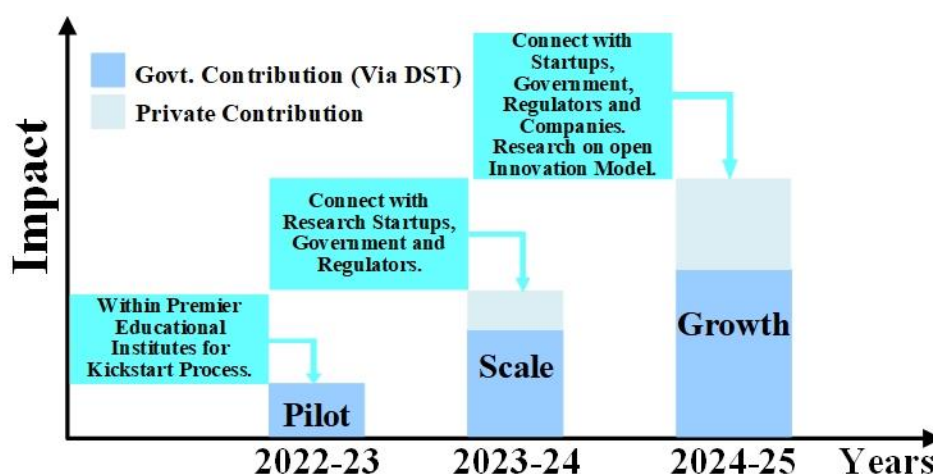 Impact
Govt. Contribution (Via DST)
Private Contribution
Connect with
Startups,
Government,
Regulators and
Companies.
Research on open
Innovation Model.
Connect with
Research Startups,
Government and
Regulators.
Within Premier
Educational
Institutes for
Kickstart Process.
Pilot
Scale
Growth
2022-23
2023-24
2024-25
Years